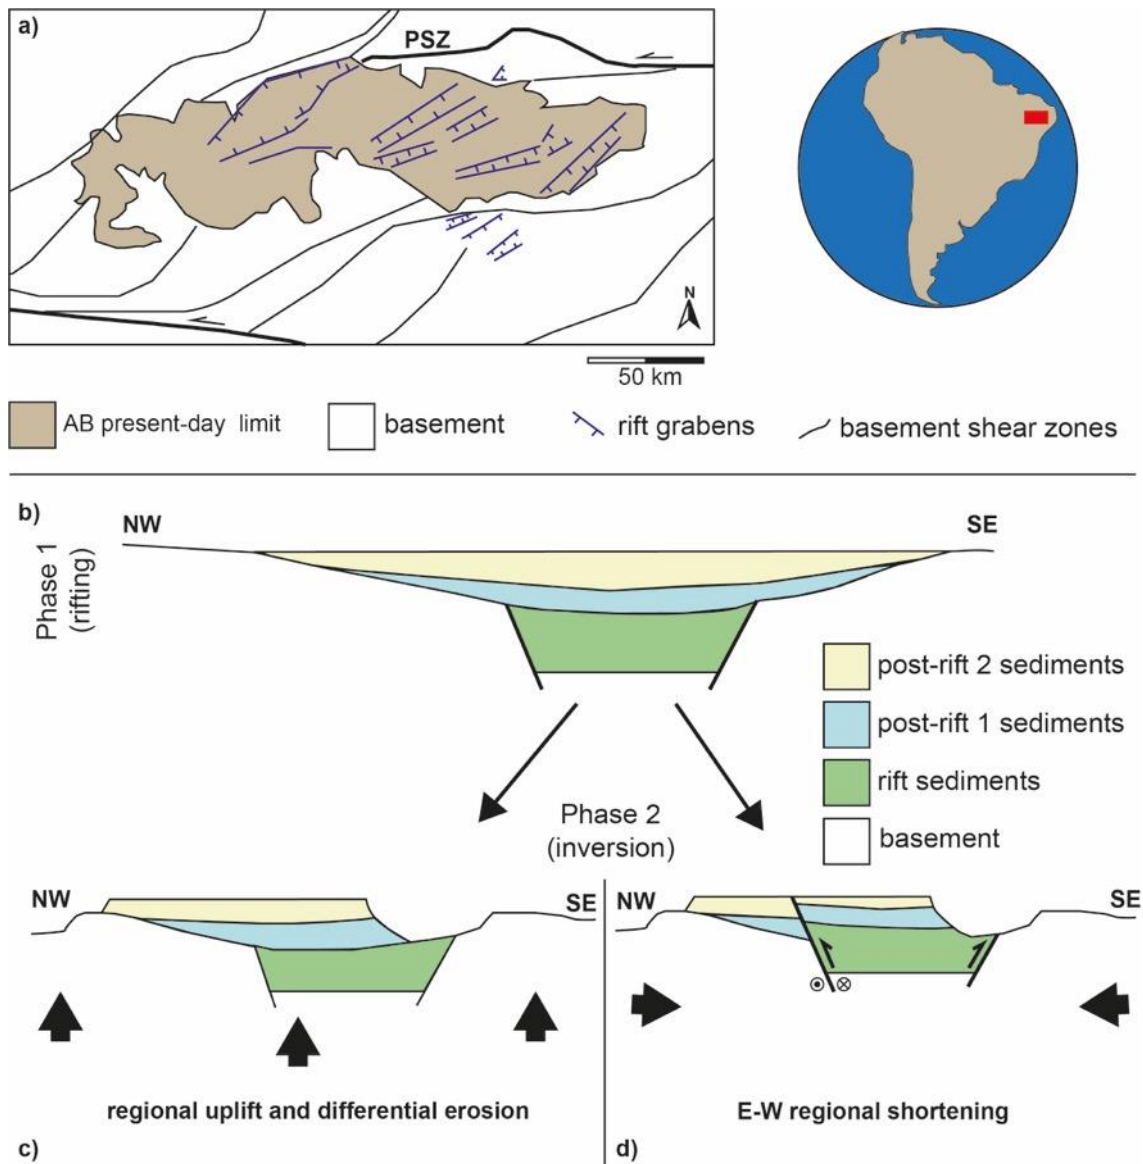 a)
PSZ
N
50 km
AB present-day limit
basement
rift grabens
basement shear zones
b)
NW
SE
Phase 1
(rifting)
post-rift 2 sediments
post-rift 1 sediments
rift sediments
basement
Phase 2
(inversion)
NW
SE
NW
SE
regional uplift and differential erosion
E-W regional shortening
c)
d)